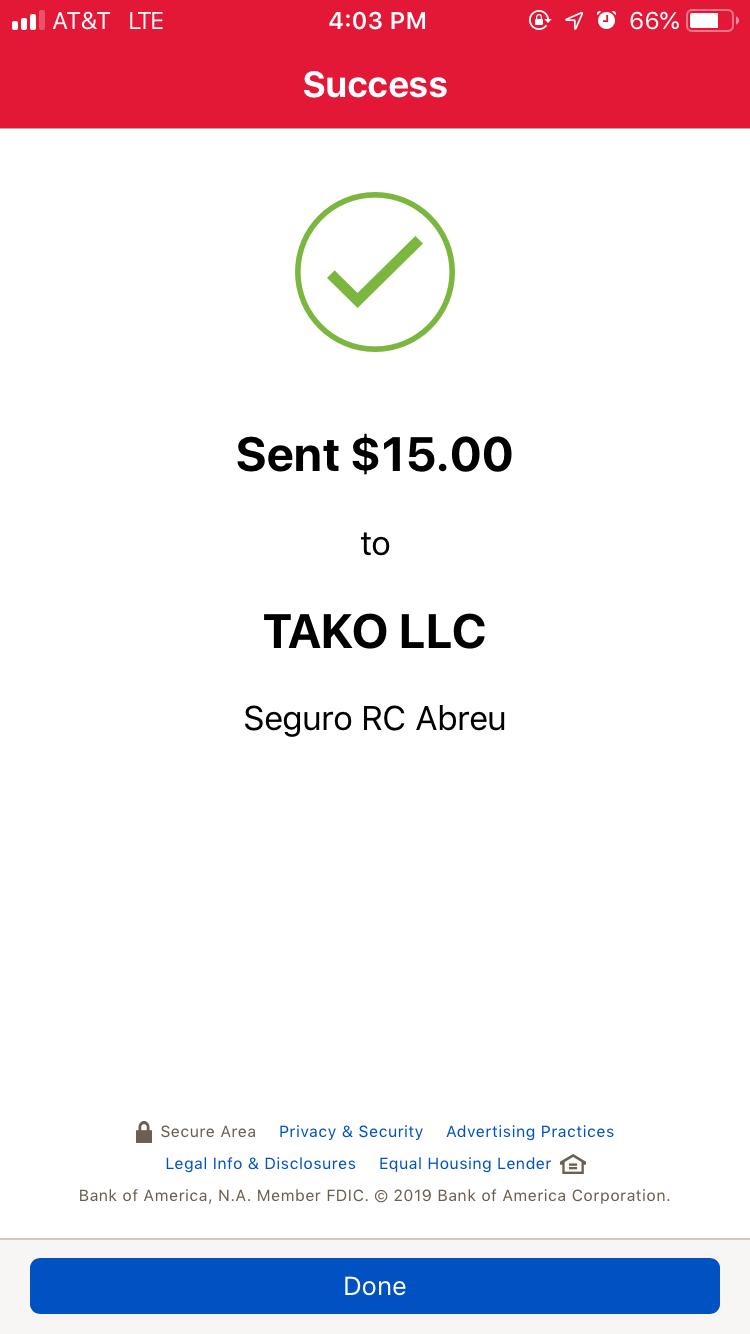 AT&T LTE 4:03 PM 66%
Success
Sent $15.00
to
TAKO LLC
Seguro RC Abreu
Secure Area Privacy & Security Advertising Practices
Legal Info & Disclosures Equal Housing Lender
Bank of America, N.A. Member FDIC. © 2019 Bank of America Corporation.
Done